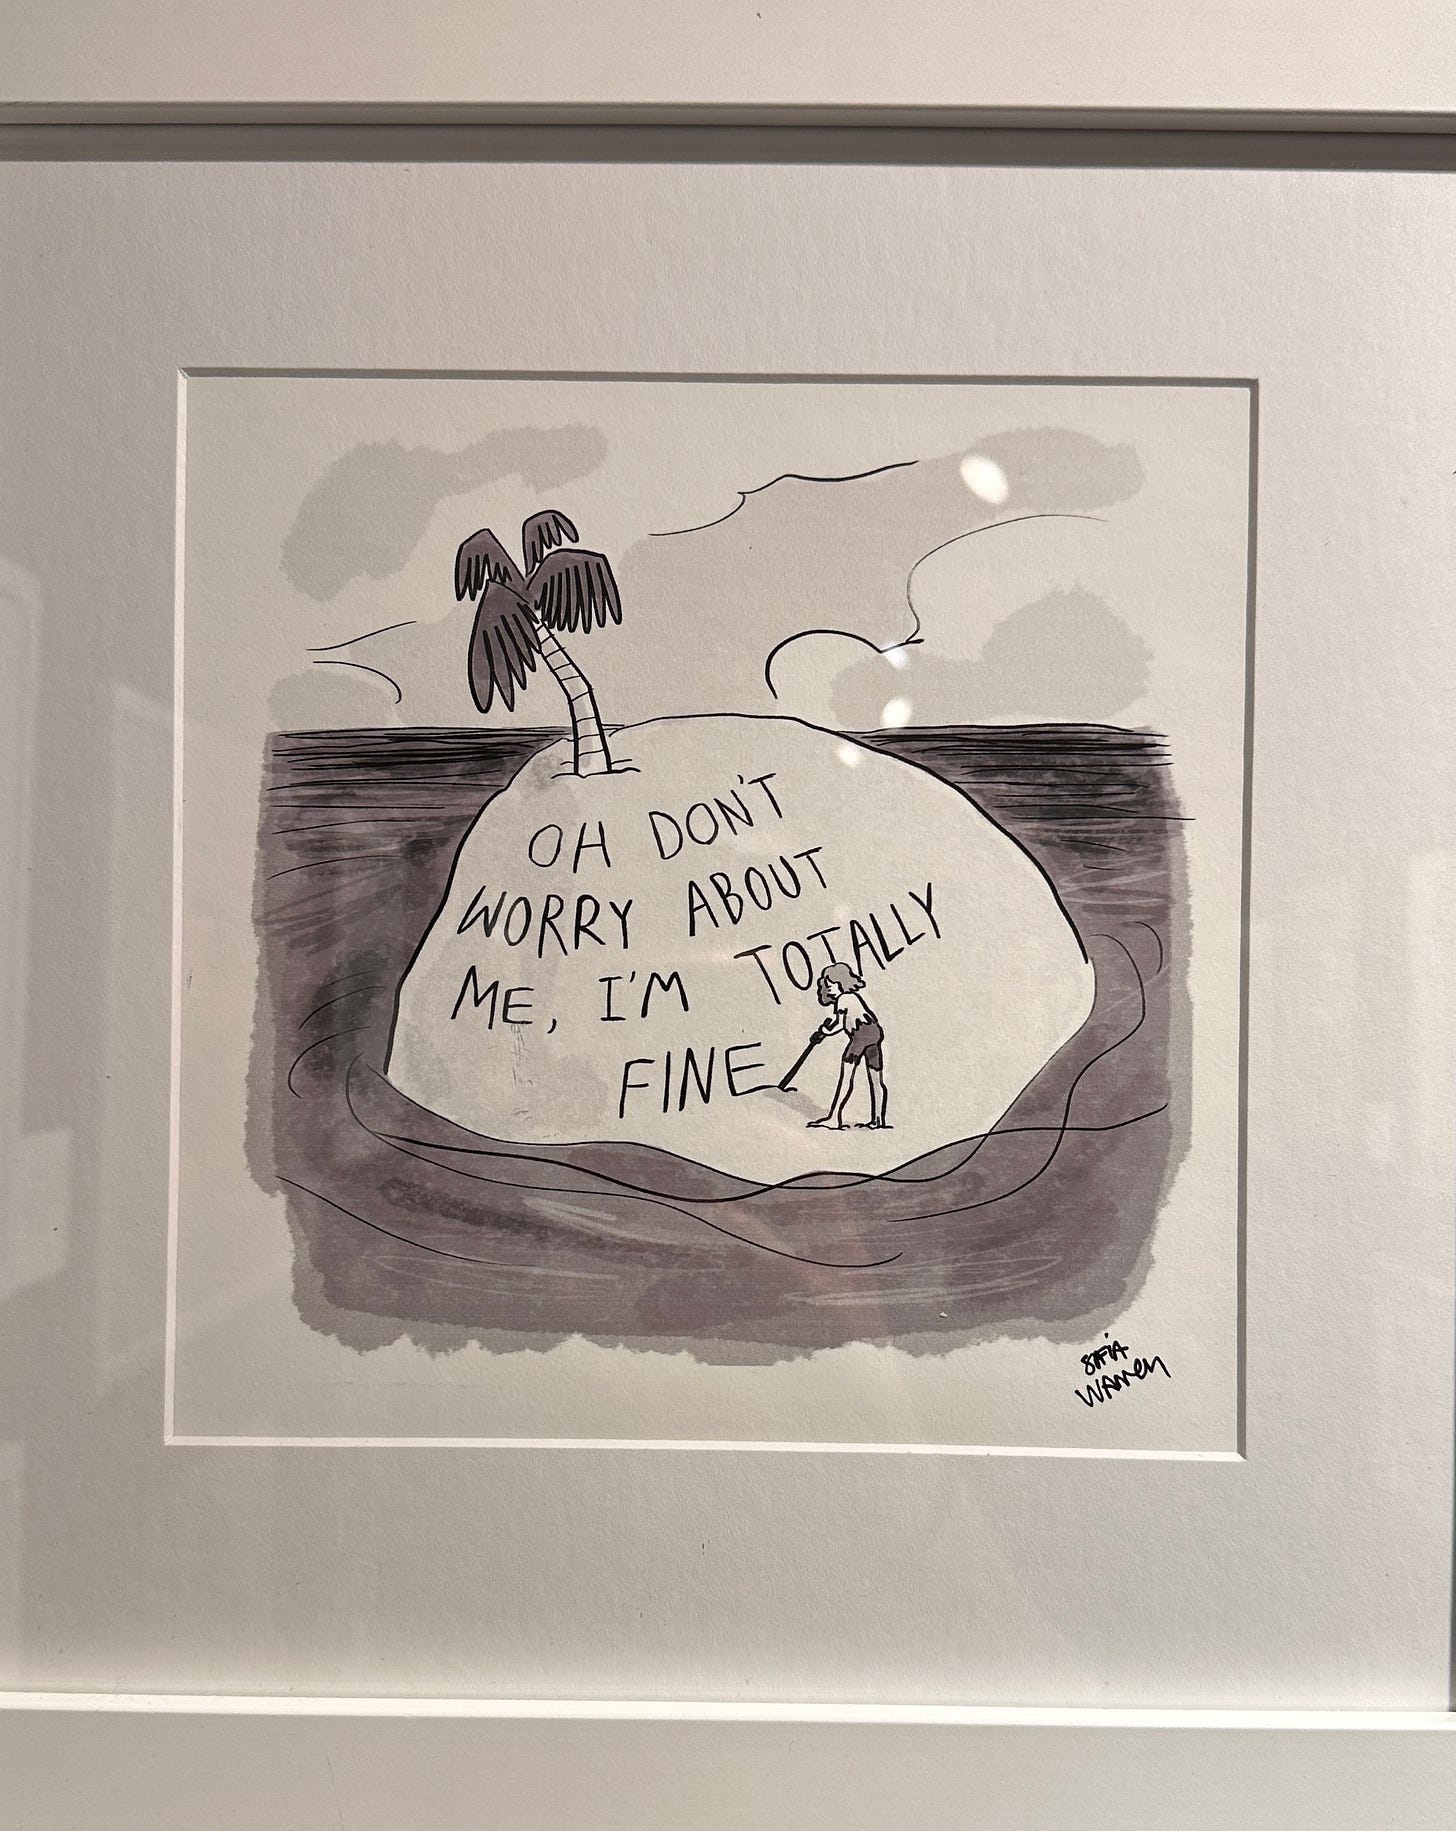 OH DON'T
WORRY ABOUT
ME, I'M TOTALLY
FINE
SOFIA
WARREN